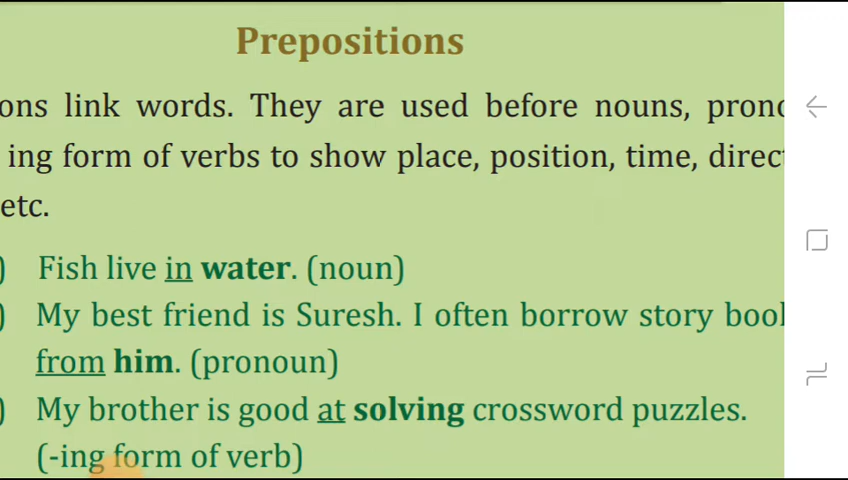 Prepositions
ons link words. They are used before nouns, prono
ing form of verbs to show place, position, time, direct
etc.
) Fish live in water. (noun)
) My best friend is Suresh. I often borrow story bool
from him. (pronoun)
) My brother is good at solving crossword puzzles.
(-ing form of verb)